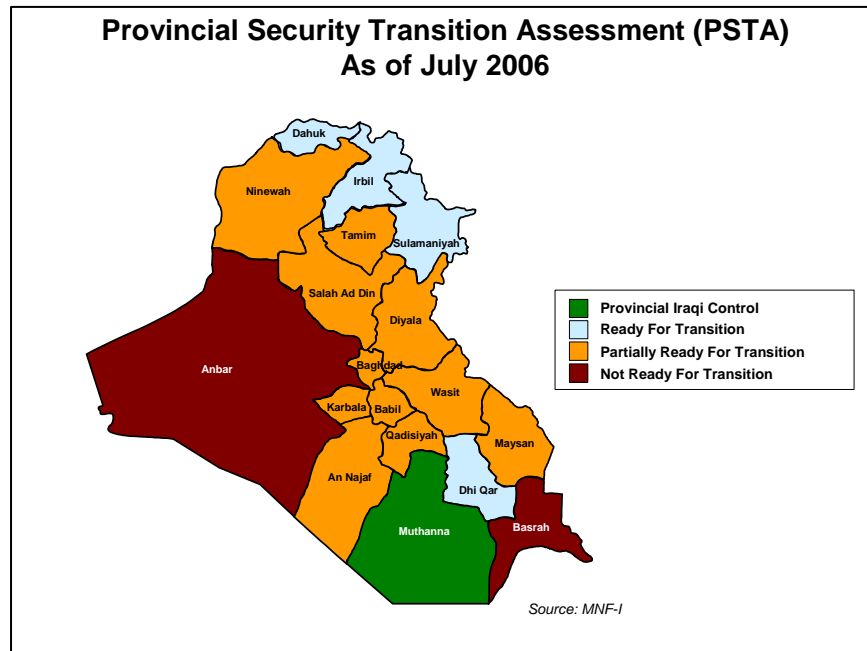 Provincial Security Transition Assessment (PSTA)
As of July 2006
Dahuk
Ninewah
Irbil
Tamim
Sulamaniyah
Salah Ad Din
Diyala
Provincial Iraqi Control
Ready For Transition
Partially Ready For Transition
Not Ready For Transition
Anbar
Baghdad
Wasit
Karbala
Babil
Qadisiyah
Maysan
An Najaf
Dhi Qar
Muthanna
Basrah
Source: MNF-I